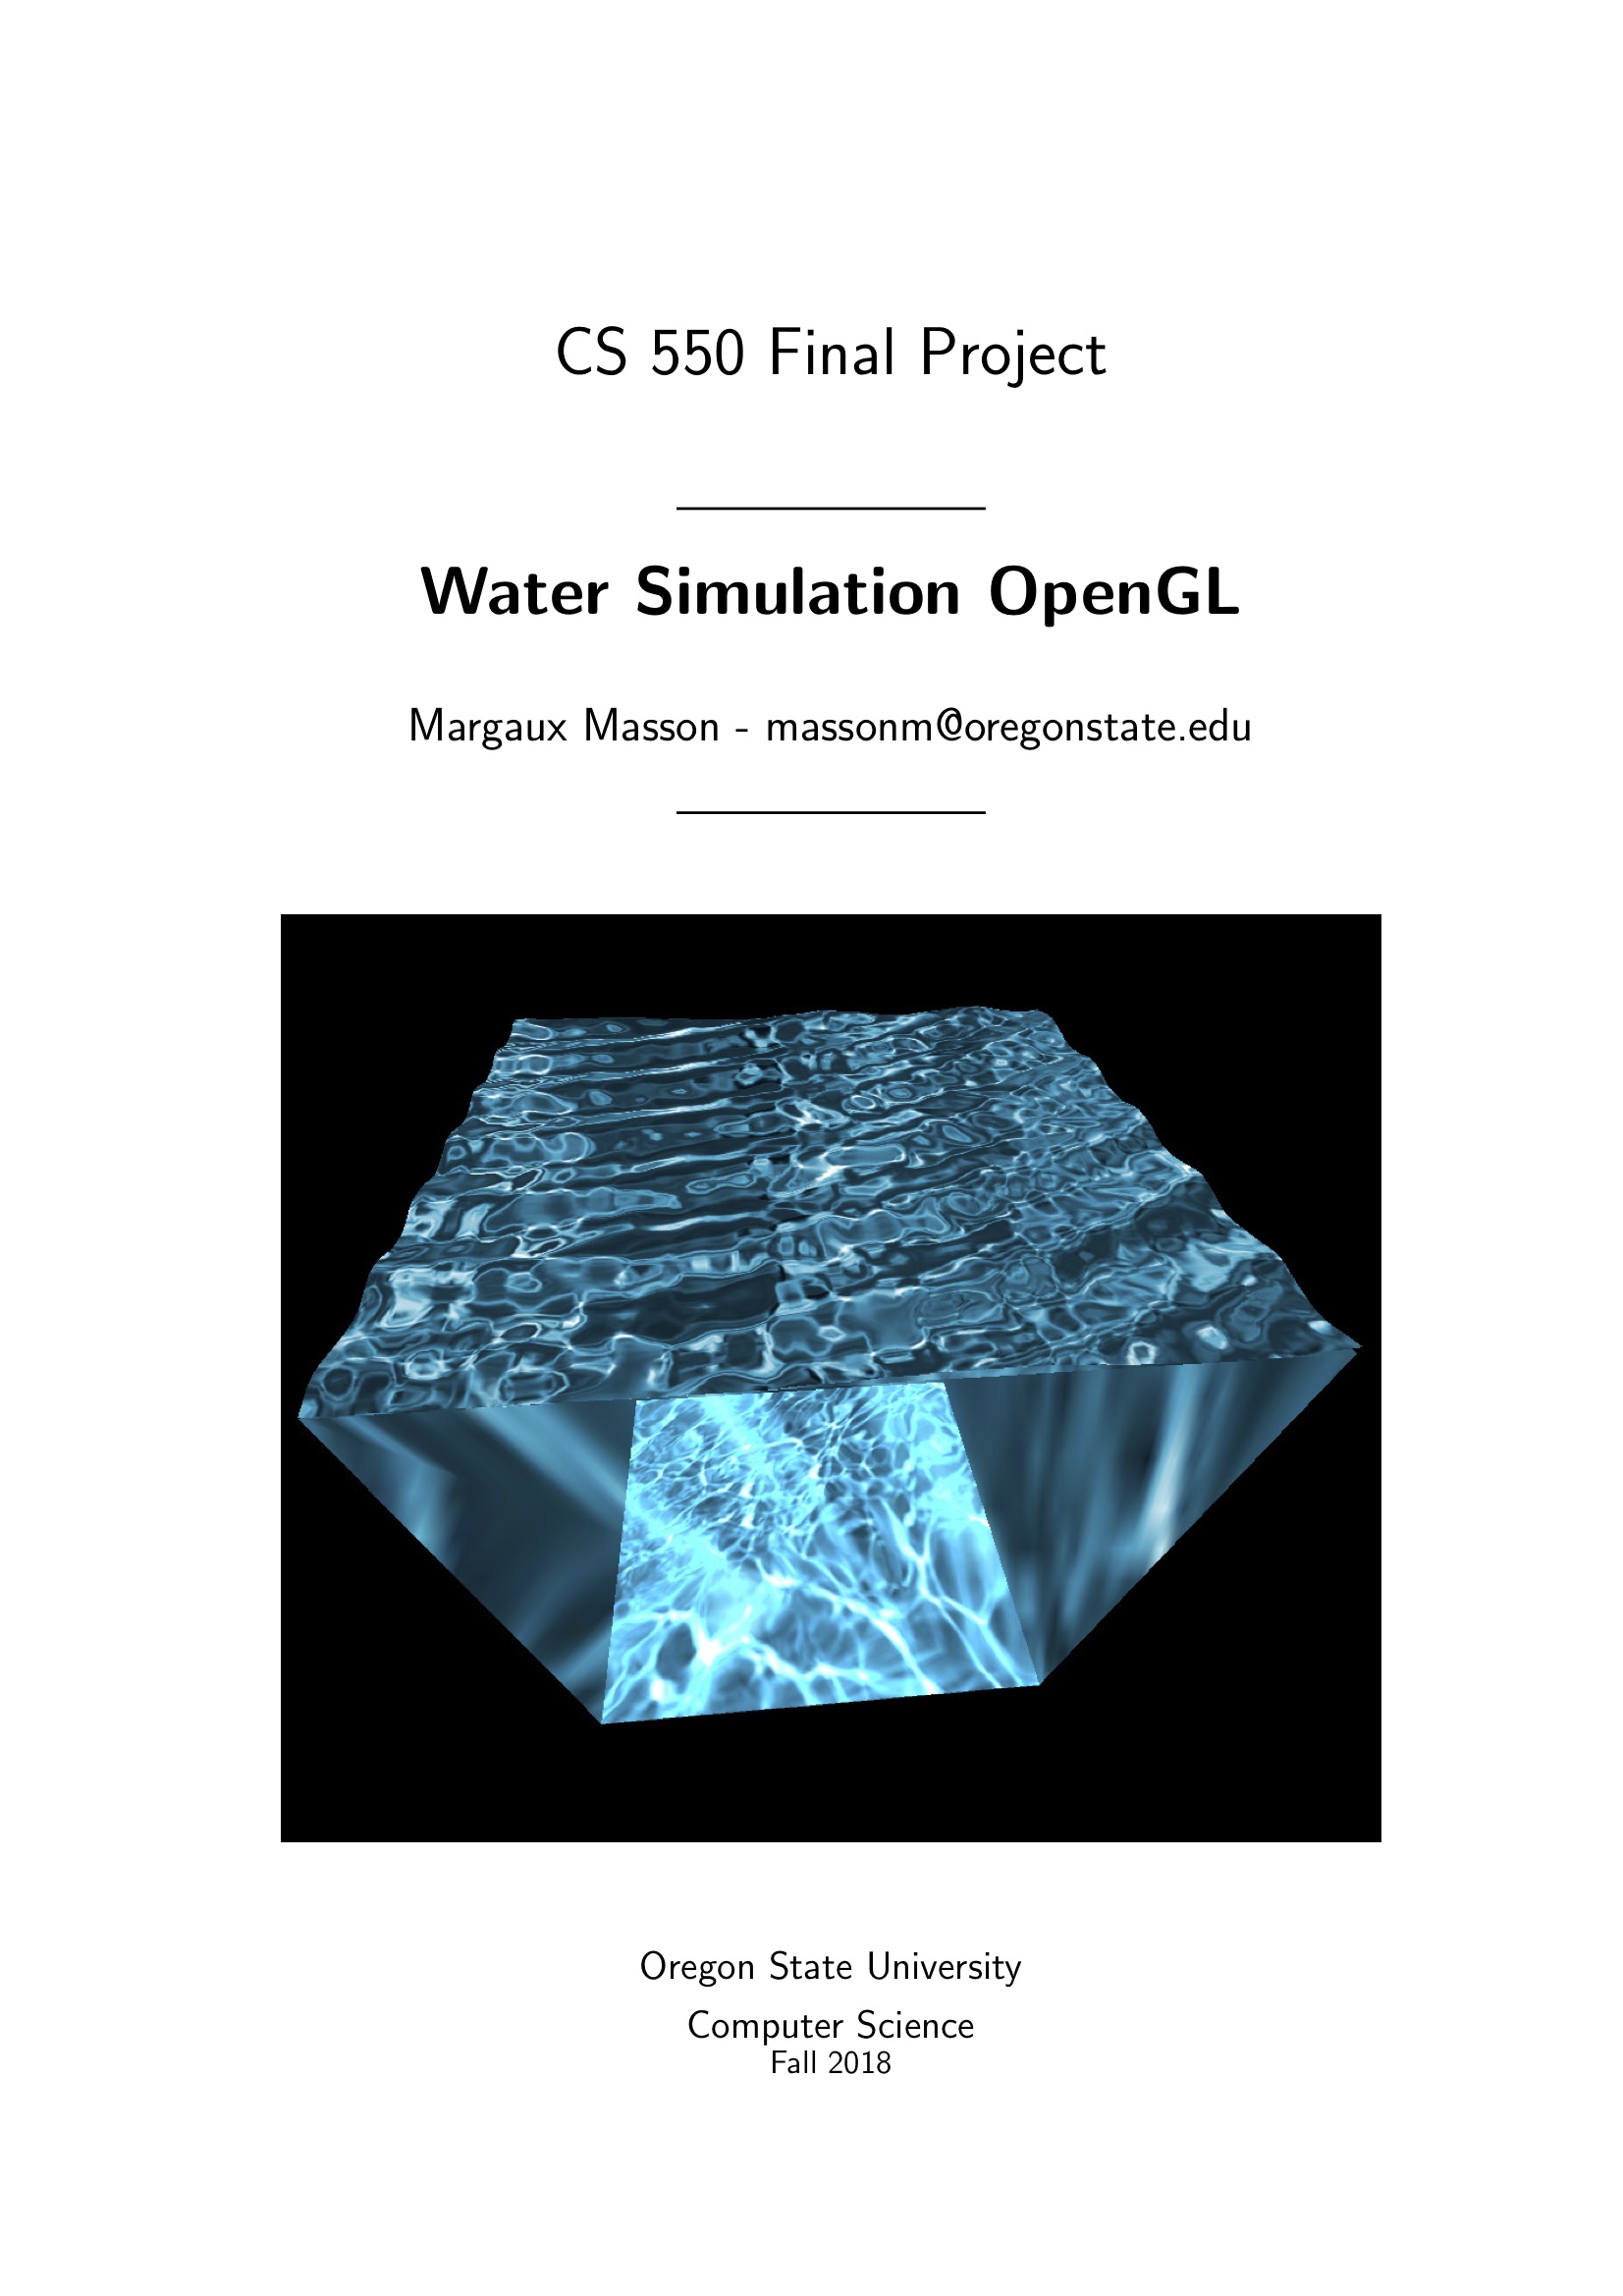 CS 550 Final Project
Water Simulation OpenGL
Margaux Masson - massonm@oregonstate.edu
Oregon State University
Computer Science
Fall 2018